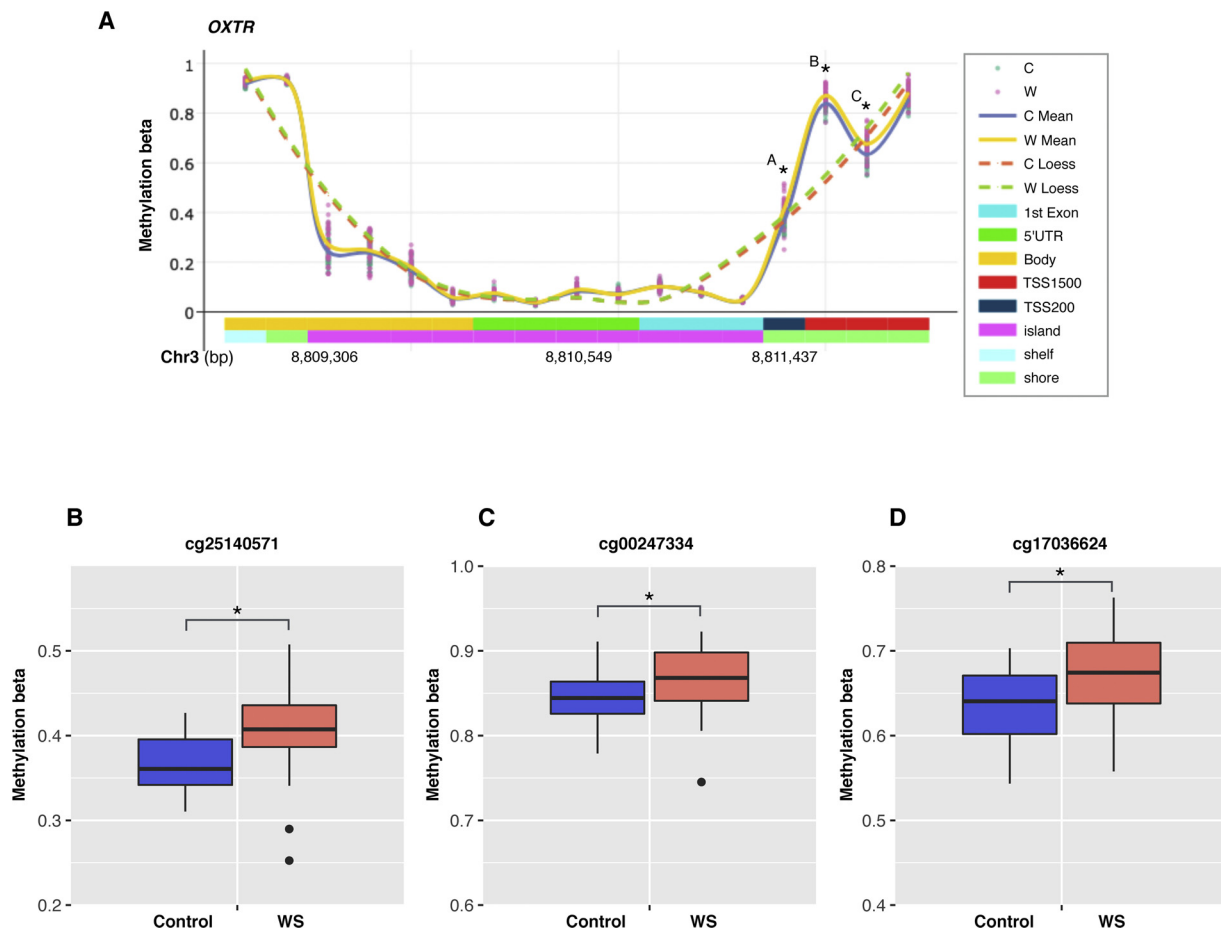 A
OXTR
Methylation beta
1
0.8
0.6
0.4
0.2
0
A *
B *
C *
Chr3 (bp)
8,809,306
8,810,549
8,811,437
C
W
C Mean
W Mean
C Loess
W Loess
1st Exon
5'UTR
Body
TSS1500
TSS200
island
shelf
shore
B
cg25140571
Methylation beta
0.5
0.4
0.3
0.2
*
Control
WS
C
cg00247334
Methylation beta
1.0
0.9
0.8
0.7
0.6
*
Control
WS
D
cg17036624
Methylation beta
0.8
0.7
0.6
0.5
0.4
*
Control
WS